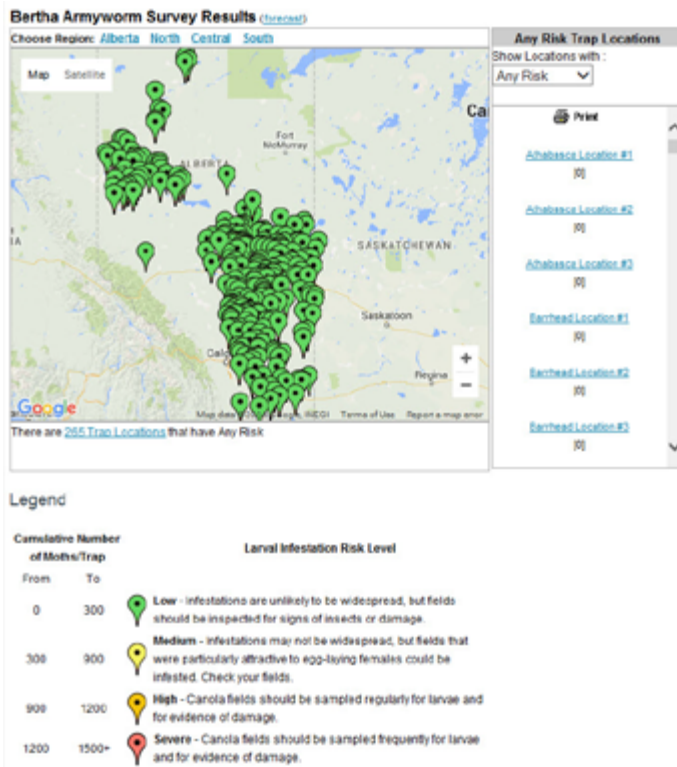 Bertha Armyworm Survey Results (forecast)
Choose Region: Alberta North Central South
Map Satellite
Fort
McMurray
ALBERTA
SASKATCHEWAN
Saskatoon
Regina
Google
Terms of Use Report a map error
There are 265 Trap Locations that have Any Risk
Any Risk Trap Locations
Show Locations with :
Any Risk
Print
Athabasca Location #1
[0]
Athabasca Location #2
[0]
Athabasca Location #3
[0]
Barrhead Location #1
[0]
Barrhead Location #2
[0]
Barrhead Location #3
[0]
Legend
Cumulative Number
of Moths/Trap
Larval Infestation Risk Level
From To
0 300
Low - Infestations are unlikely to be widespread, but fields
should be inspected for signs of insects or damage.
300 900
Medium - Infestations may not be widespread, but fields that
were particularly attractive to egg-laying females could be
infested. Check your fields.
900 1200
High - Canola fields should be sampled regularly for larvae and
for evidence of damage.
1200 1500+
Severe - Canola fields should be sampled frequently for larvae
and for evidence of damage.